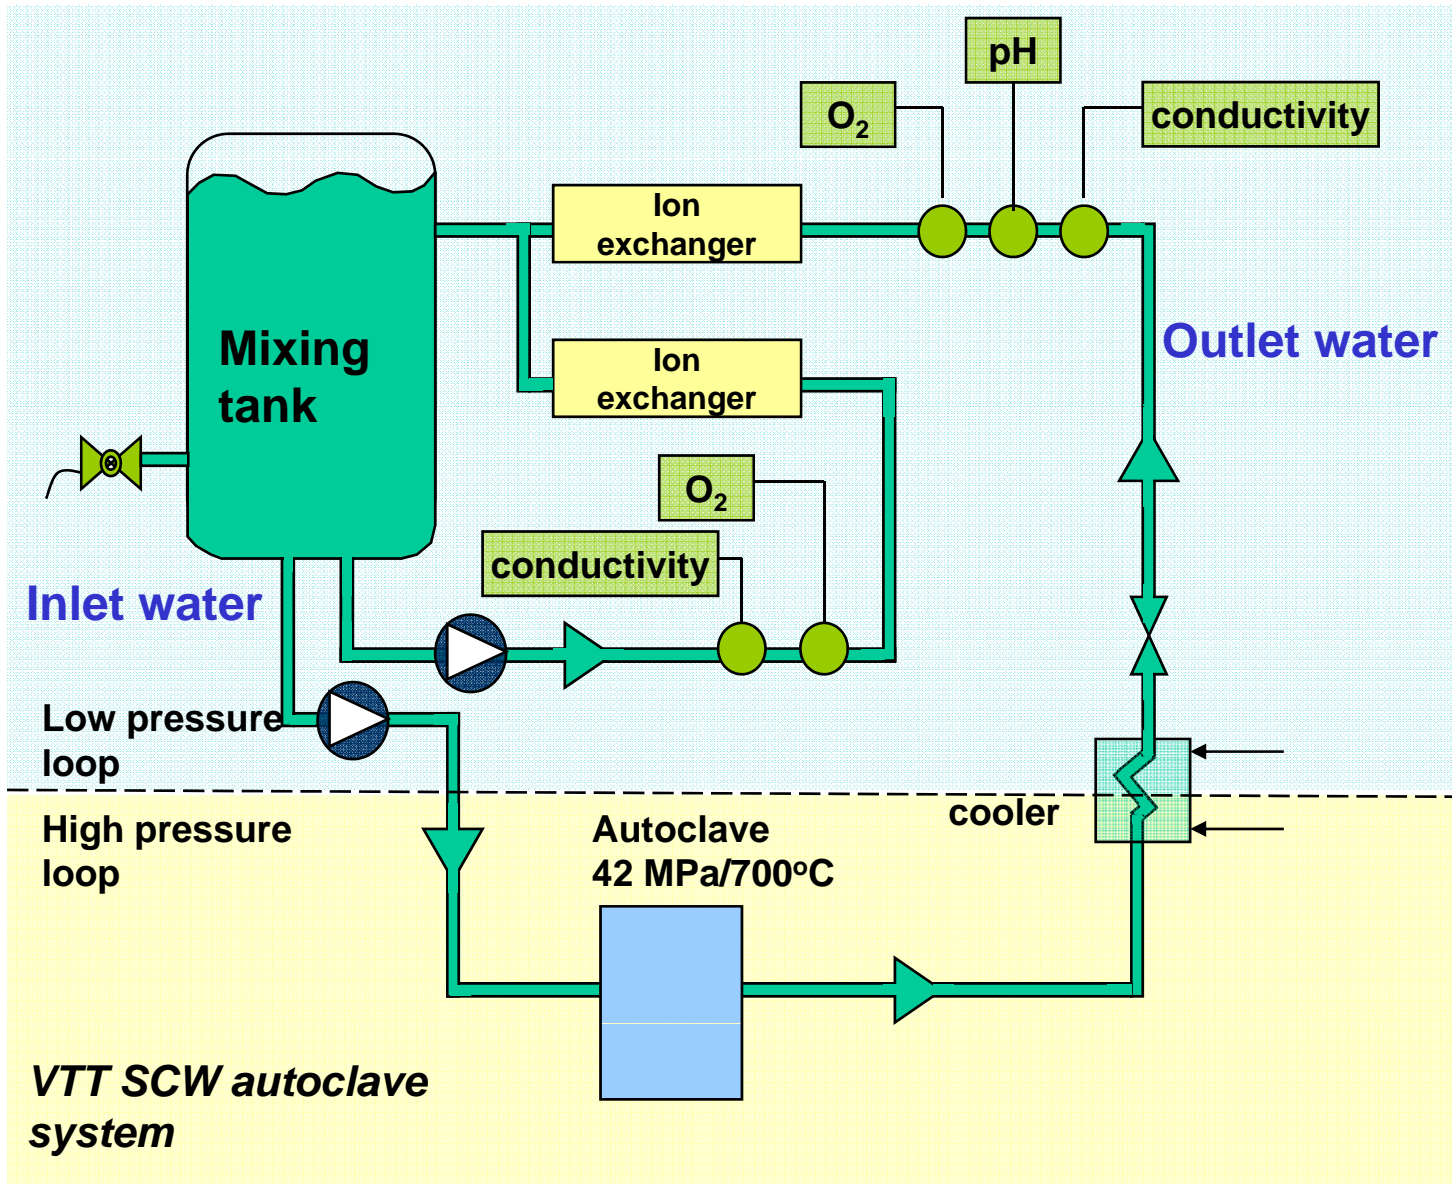 pH
O₂
conductivity
Ion
exchanger
Mixing
tank
Outlet water
Ion
exchanger
O₂
conductivity
Inlet water
Low pressure
loop
cooler
High pressure
loop
Autoclave
42 MPa/700ºC
VTT SCW autoclave
system